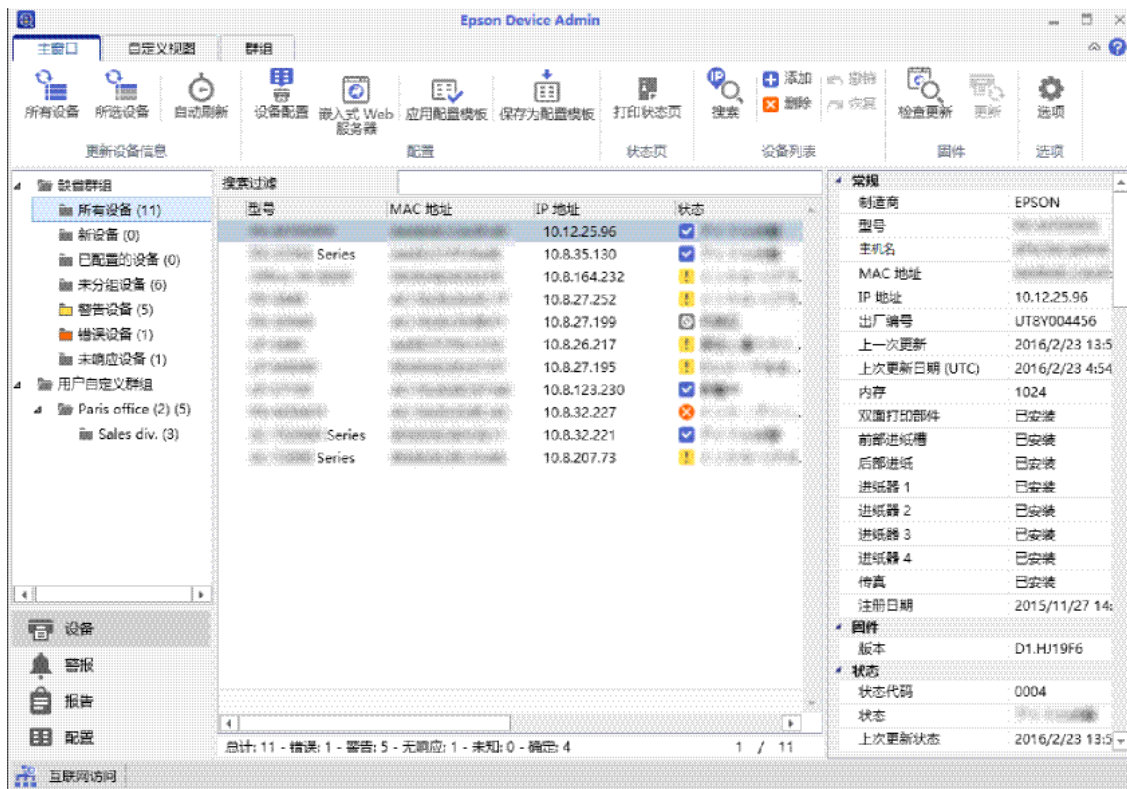 Epson Device Admin
主窗口 自定义视图 群组
所有设备 所选设备 自动刷新 设备配置 嵌入式 Web 服务器 应用配置模板 保存为配置模板 打印状态页 搜索 添加 删除 撤销 恢复 检查更新 更新 选项
更新设备信息 配置 状态页 设备列表 固件 选项
缺省群组
所有设备 (11)
新设备 (0)
已配置的设备 (0)
未分组设备 (6)
警告设备 (5)
错误设备 (1)
未响应设备 (1)
用户自定义群组
Paris office (2) (5)
Sales div. (3)
设备
警报
报告
配置
搜索过滤
型号 MAC 地址 IP 地址 状态
10.12.25.96
Series 10.8.35.130
10.8.164.232
10.8.27.252
10.8.27.199
10.8.26.217
10.8.27.195
10.8.123.230
10.8.32.227
Series 10.8.32.221
Series 10.8.207.73
总计: 11 - 错误: 1 - 警告: 5 - 无响应: 1 - 未知: 0 - 确定: 4 1 / 11
常规
制造商 EPSON
型号
主机名
MAC 地址
IP 地址 10.12.25.96
出厂编号 UT8Y004456
上一次更新 2016/2/23 13:5
上次更新日期 (UTC) 2016/2/23 4:54
内存 1024
双面打印部件 已安装
前部进纸槽 已安装
后部进纸 已安装
进纸器 1 已安装
进纸器 2 已安装
进纸器 3 已安装
进纸器 4 已安装
传真 已安装
注册日期 2015/11/27 14:
固件
版本 D1.HJ19F6
状态
状态代码 0004
状态
上次更新状态 2016/2/23 13:5
互联网访问